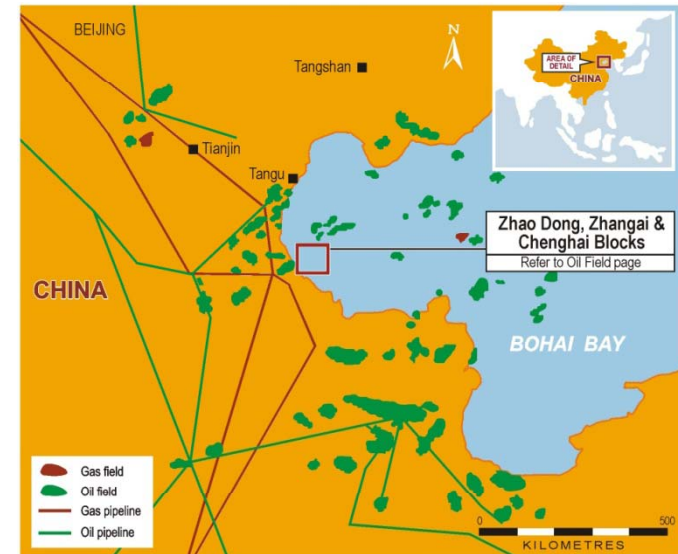 BEIJING
Tangshan
N
AREA OF
DETAIL
CHINA
Tianjin
Tangu
Zhao Dong, Zhangai &
Chenghai Blocks
Refer to Oil Field page
CHINA
BOHAI BAY
Gas field
Oil field
Gas pipeline
Oil pipeline
0 500
KILOMETRES